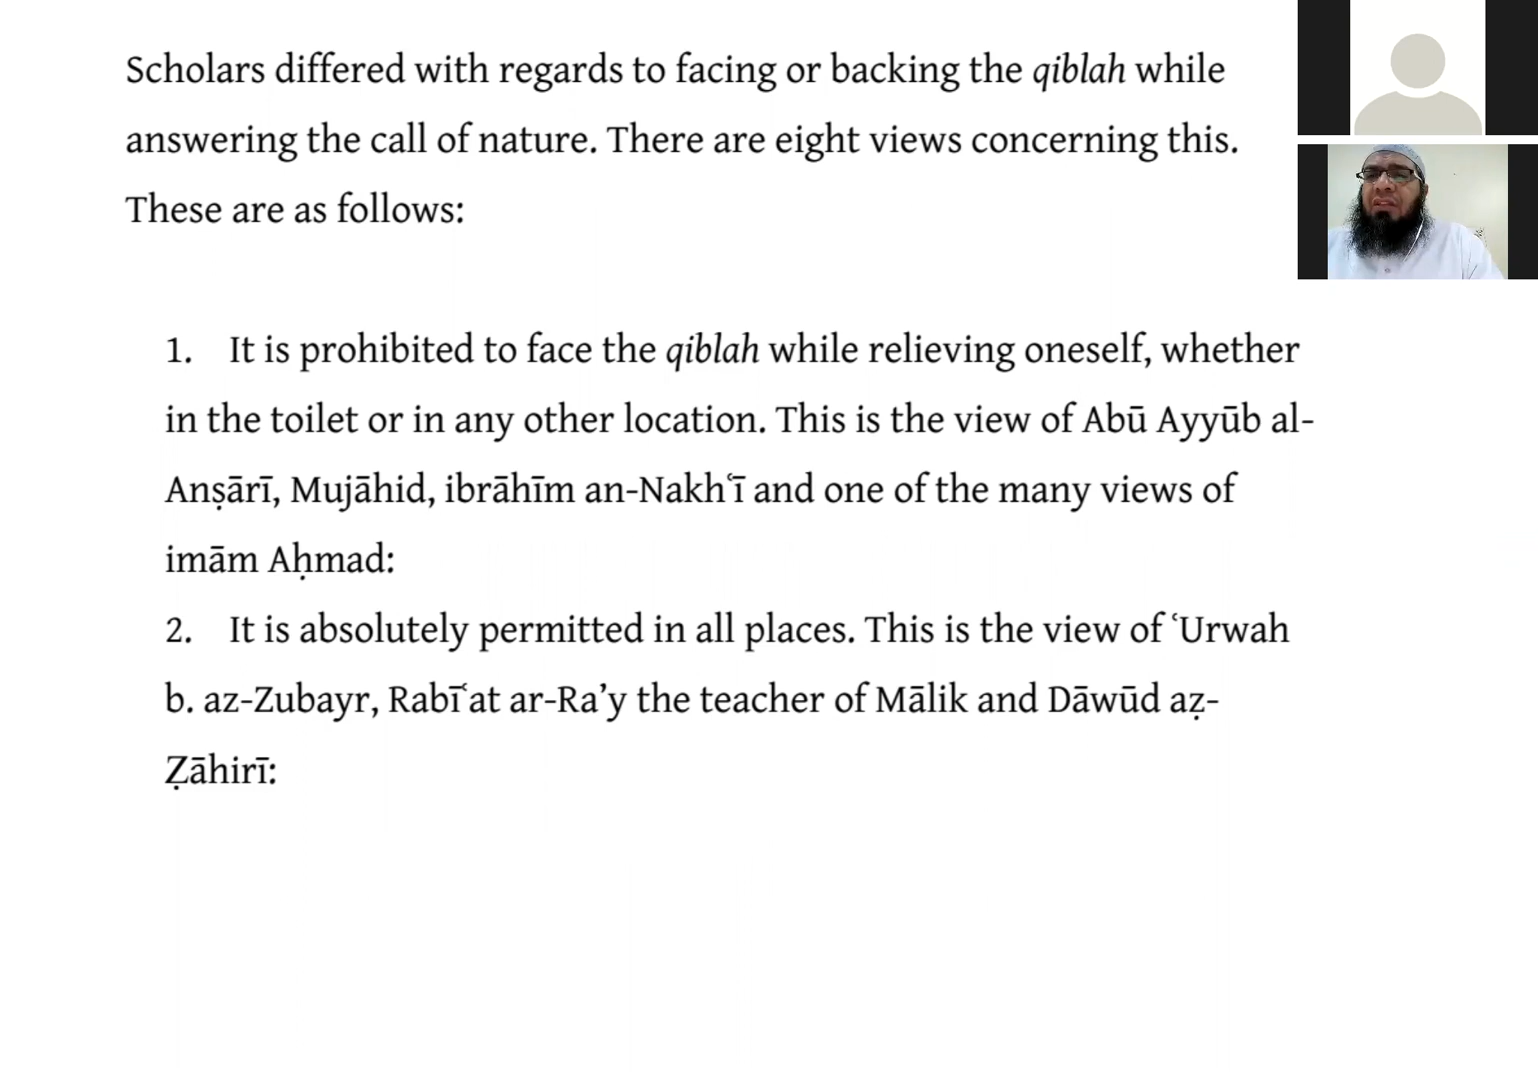 Scholars differed with regards to facing or backing the qiblah while
answering the call of nature. There are eight views concerning this.
These are as follows:
1. It is prohibited to face the qiblah while relieving oneself, whether
in the toilet or in any other location. This is the view of Abū Ayyūb al-
Anṣārī, Mujāhid, ibrāhīm an-Nakhʿī and one of the many views of
imām Aḥmad:
2. It is absolutely permitted in all places. This is the view of ʿUrwah
b. az-Zubayr, Rabīʿat ar-Ra’y the teacher of Mālik and Dāwūd aẓ-
Ẓāhirī: